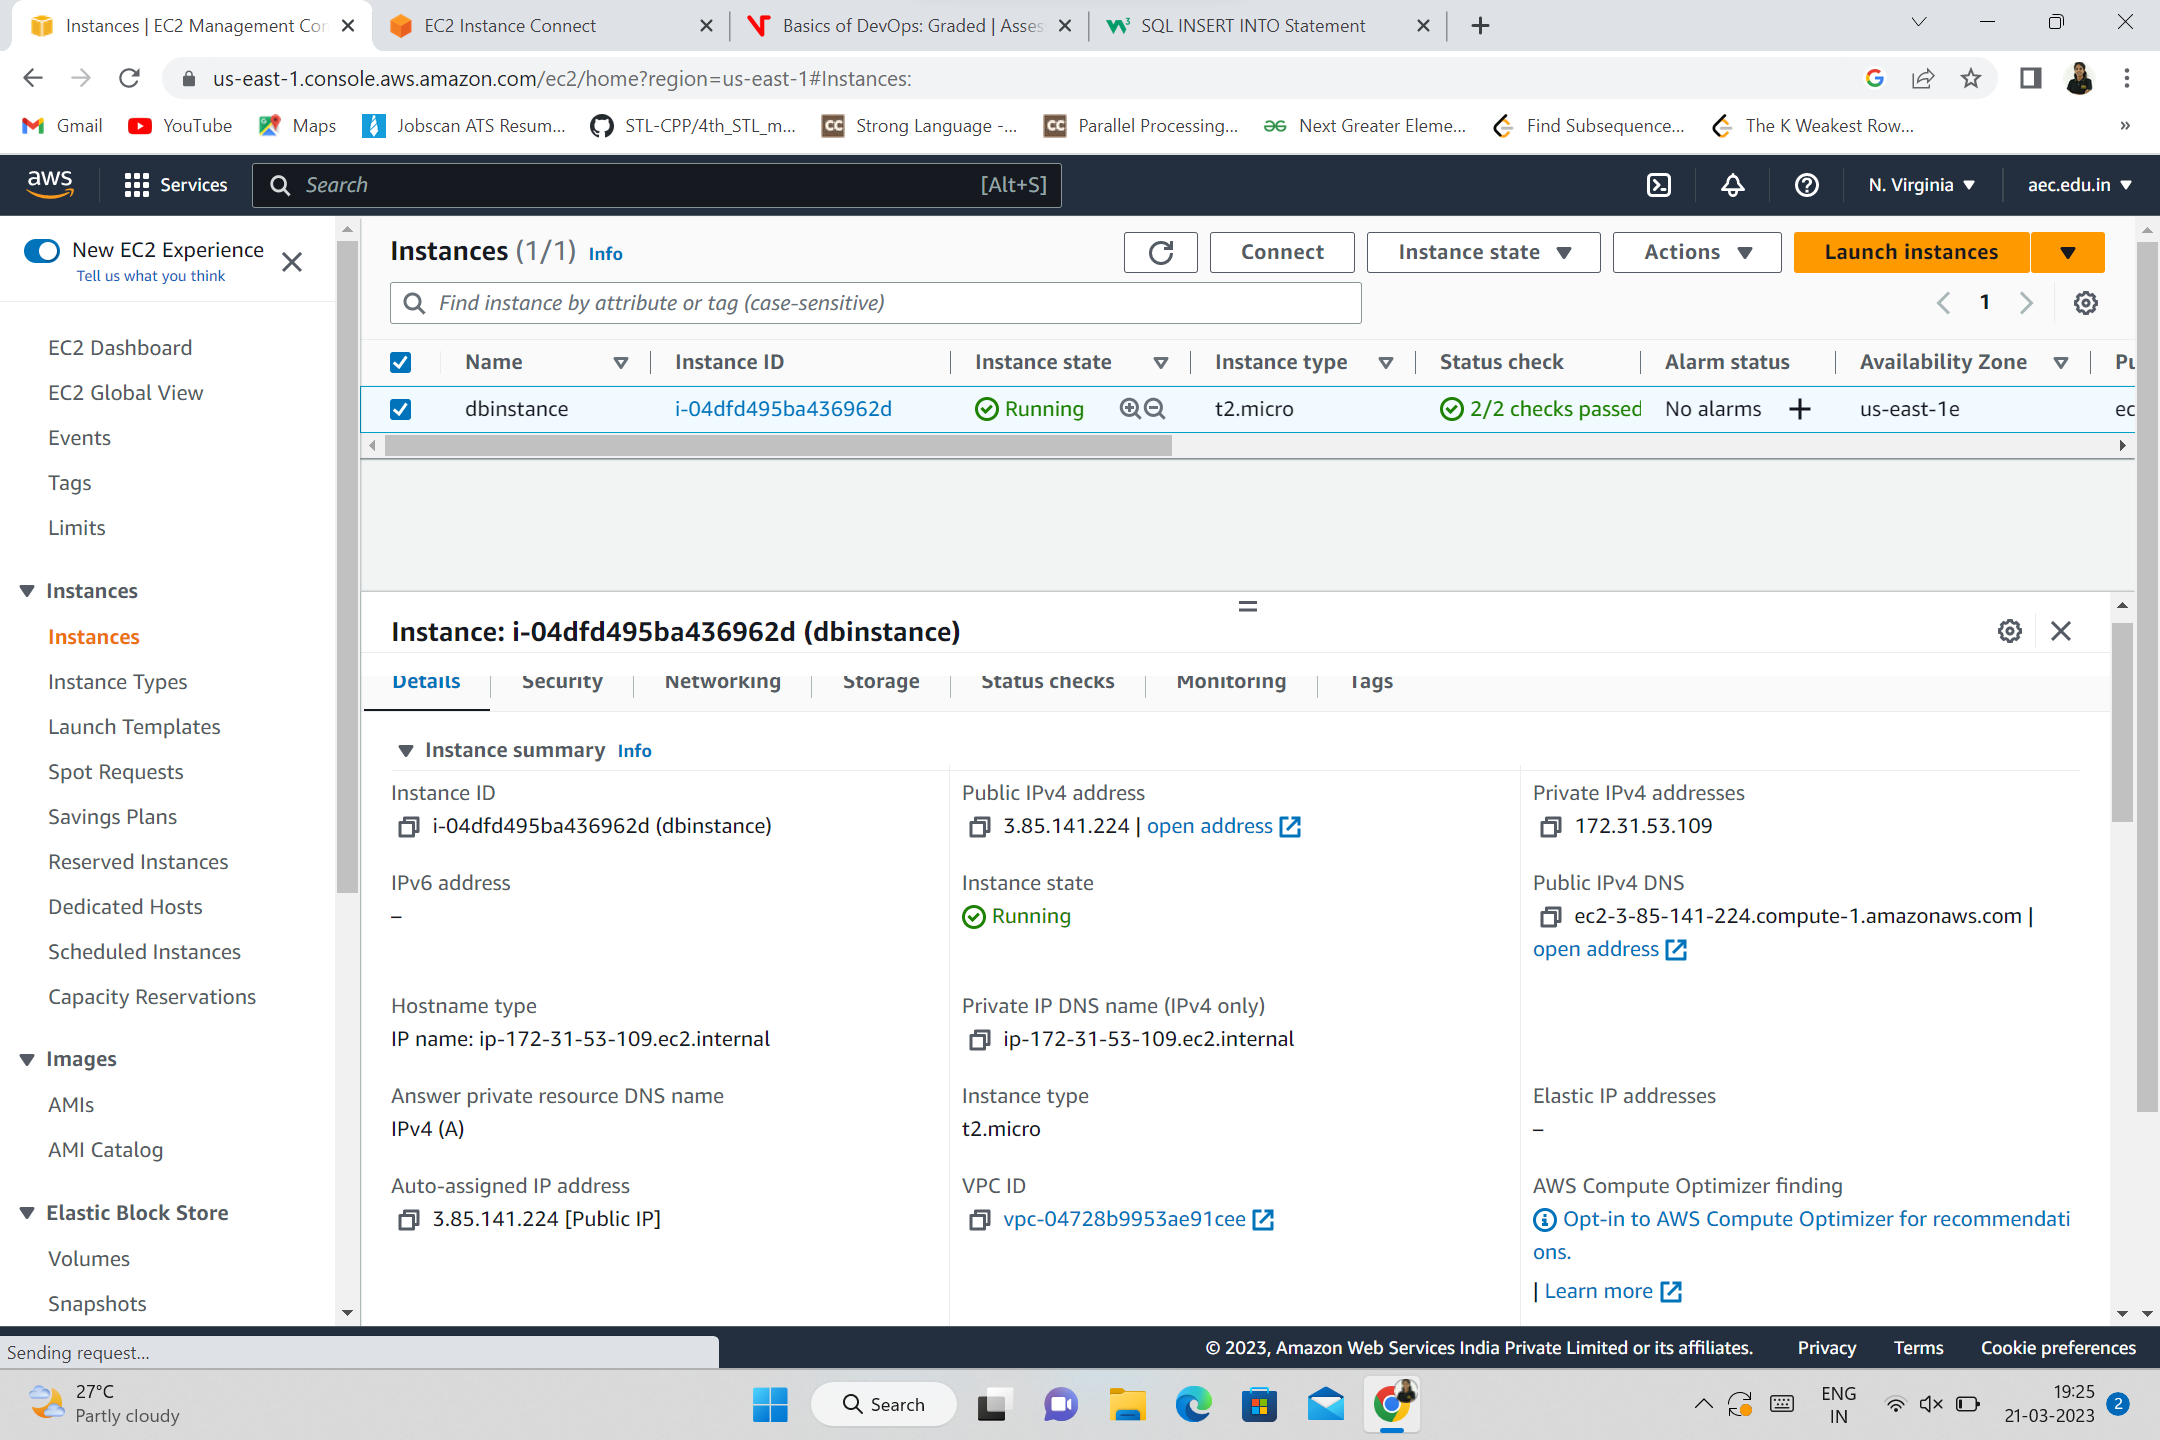 Instances | EC2 Management Con
EC2 Instance Connect
Basics of DevOps: Graded | Asses
SQL INSERT INTO Statement
us-east-1.console.aws.amazon.com/ec2/home?region=us-east-1#Instances:
Gmail
YouTube
Maps
Jobscan ATS Resum...
STL-CPP/4th_STL_m...
CC Strong Language -...
CC Parallel Processing...
Next Greater Eleme...
Find Subsequence...
The K Weakest Row...
»
aws
Services
Search
[Alt+S]
N. Virginia
aec.edu.in
New EC2 Experience
Tell us what you think
EC2 Dashboard
EC2 Global View
Events
Tags
Limits
Instances
Instances
Instance Types
Launch Templates
Spot Requests
Savings Plans
Reserved Instances
Dedicated Hosts
Scheduled Instances
Capacity Reservations
Images
AMIs
AMI Catalog
Elastic Block Store
Volumes
Snapshots
Instances (1/1) Info
Connect
Instance state
Actions
Launch instances
Find instance by attribute or tag (case-sensitive)
1
Name
Instance ID
Instance state
Instance type
Status check
Alarm status
Availability Zone
Pu
dbinstance
i-04dfd495ba436962d
Running
t2.micro
2/2 checks passed
No alarms
us-east-1e
ec
Instance: i-04dfd495ba436962d (dbinstance)
Details
Security
Networking
Storage
Status checks
Monitoring
Tags
Instance summary Info
Instance ID
i-04dfd495ba436962d (dbinstance)
Public IPv4 address
3.85.141.224 | open address
Private IPv4 addresses
172.31.53.109
IPv6 address
–
Instance state
Running
Public IPv4 DNS
ec2-3-85-141-224.compute-1.amazonaws.com |
open address
Hostname type
IP name: ip-172-31-53-109.ec2.internal
Private IP DNS name (IPv4 only)
ip-172-31-53-109.ec2.internal
Answer private resource DNS name
IPv4 (A)
Instance type
t2.micro
Elastic IP addresses
–
Auto-assigned IP address
3.85.141.224 [Public IP]
VPC ID
vpc-04728b9953ae91cee
AWS Compute Optimizer finding
Opt-in to AWS Compute Optimizer for recommendati
ons.
| Learn more
Sending request...
© 2023, Amazon Web Services India Private Limited or its affiliates.
Privacy
Terms
Cookie preferences
27°C
Partly cloudy
Search
ENG
IN
19:25
21-03-2023
2